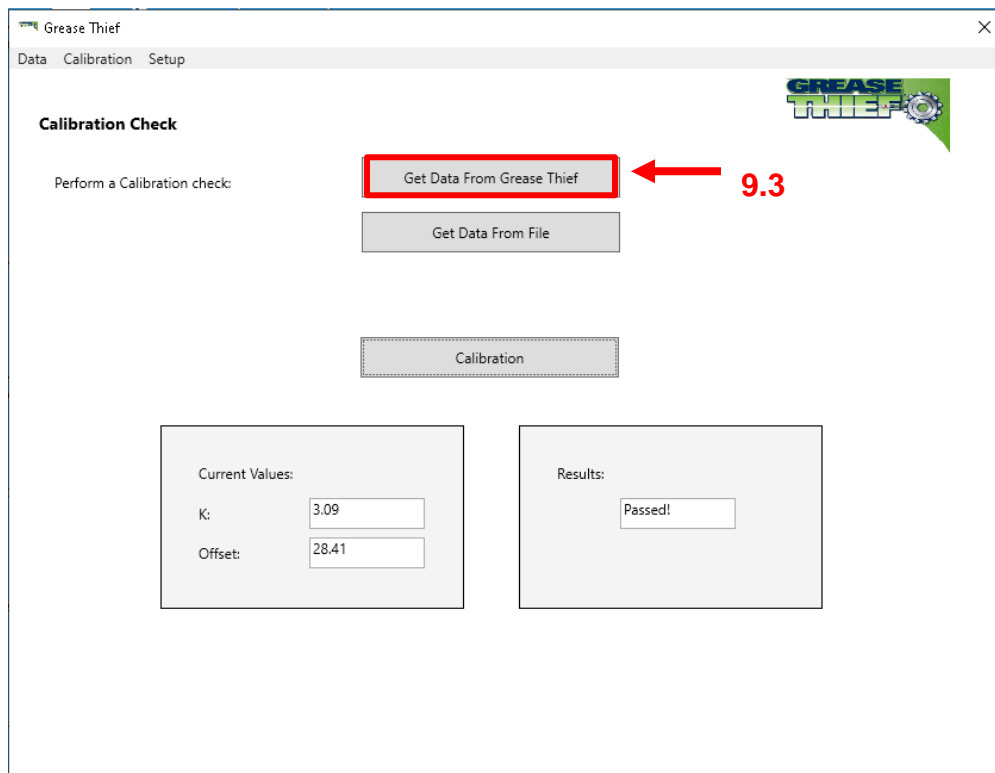 Grease Thief
Data Calibration Setup
GREASE
THIEF
Calibration Check
Perform a Calibration check:
Get Data From Grease Thief
9.3
Get Data From File
Calibration
Current Values:
K:
3.09
Offset:
28.41
Results:
Passed!